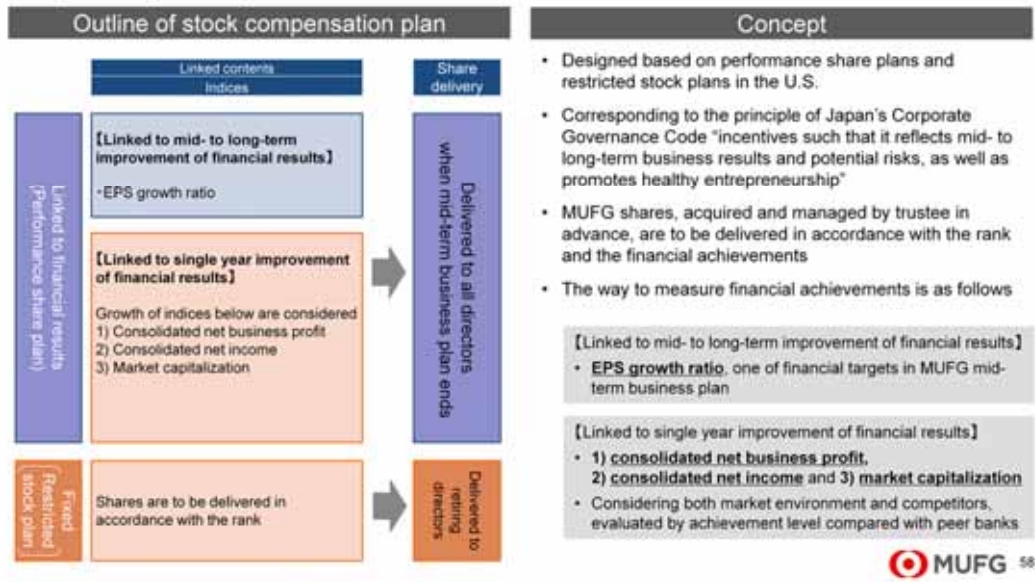 Outline of stock compensation plan
Linked contents
Indices
Share
delivery
Linked to financial results
(Performance share plan)
【Linked to mid- to long-term
improvement of financial results】
・EPS growth ratio
【Linked to single year improvement
of financial results】
Growth of indices below are considered
1) Consolidated net business profit
2) Consolidated net income
3) Market capitalization
Delivered to all directors
when mid-term business plan ends
Fixed
(Restricted
stock plan)
Shares are to be delivered in
accordance with the rank
Delivered to
retiring
directors
Concept
• Designed based on performance share plans and
restricted stock plans in the U.S.
• Corresponding to the principle of Japan's Corporate
Governance Code "incentives such that it reflects mid- to
long-term business results and potential risks, as well as
promotes healthy entrepreneurship"
• MUFG shares, acquired and managed by trustee in
advance, are to be delivered in accordance with the rank
and the financial achievements
• The way to measure financial achievements is as follows
【Linked to mid- to long-term improvement of financial results】
• EPS growth ratio, one of financial targets in MUFG mid-
term business plan
【Linked to single year improvement of financial results】
• 1) consolidated net business profit,
2) consolidated net income and 3) market capitalization
• Considering both market environment and competitors,
evaluated by achievement level compared with peer banks
MUFG 58